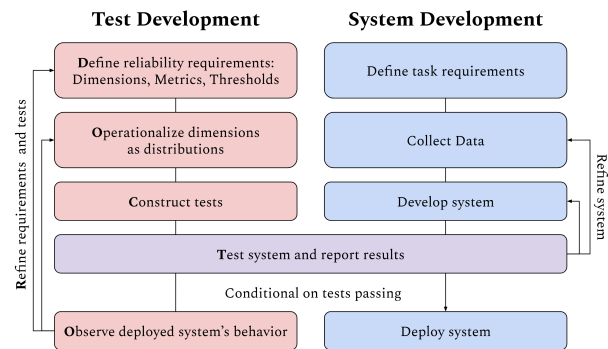 Test Development
System Development
Define reliability requirements:
Dimensions, Metrics, Thresholds
Define task requirements
Operationalize dimensions
as distributions
Collect Data
Construct tests
Develop system
Test system and report results
Conditional on tests passing
Observe deployed system's behavior
Deploy system
Refine requirements and tests
Refine system